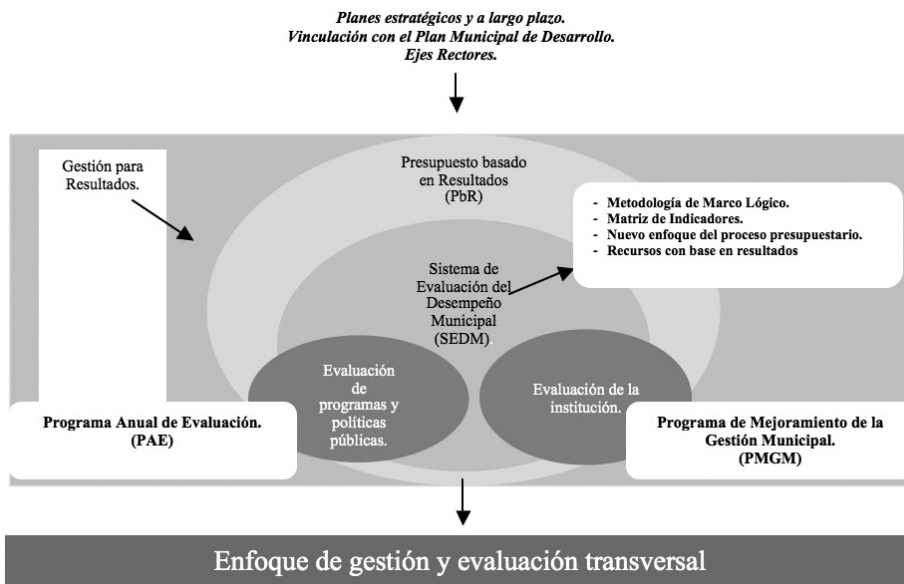 Planes estratégicos y a largo plazo.
Vinculación con el Plan Municipal de Desarrollo.
Ejes Rectores.
Gestión para
Resultados.
Presupuesto basado
en Resultados
(PbR)
- Metodología de Marco Lógico.
- Matriz de Indicadores.
- Nuevo enfoque del proceso presupuestario.
- Recursos con base en resultados
Sistema de
Evaluación del
Desempeño
Municipal
(SEDM).
Evaluación
de
programas y
políticas
públicas.
Evaluación de la
institución.
Programa Anual de Evaluación.
(PAE)
Programa de Mejoramiento de la
Gestión Municipal.
(PMGM)
Enfoque de gestión y evaluación transversal